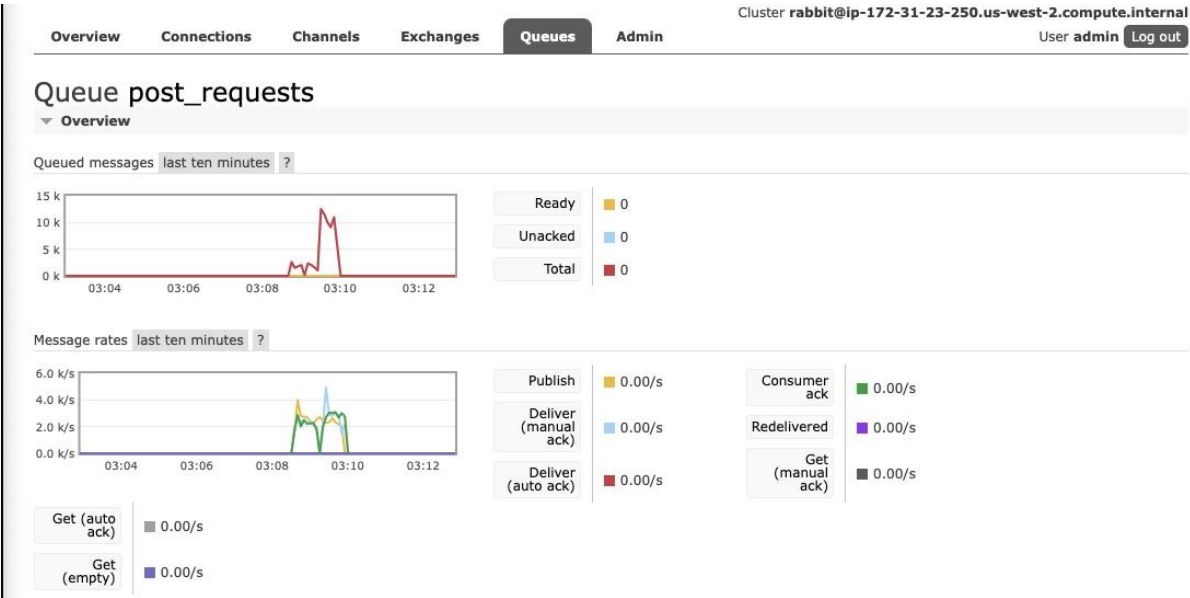 Cluster rabbit@ip-172-31-23-250.us-west-2.compute.internal
Overview Connections Channels Exchanges Queues Admin User admin Log out
Queue post_requests
Overview
Queued messages last ten minutes ?
15 k
10 k
5 k
0 k
03:04 03:06 03:08 03:10 03:12
Ready 0
Unacked 0
Total 0
Message rates last ten minutes ?
6.0 k/s
4.0 k/s
2.0 k/s
0.0 k/s
03:04 03:06 03:08 03:10 03:12
Publish 0.00/s
Deliver
(manual
ack) 0.00/s
Deliver
(auto ack) 0.00/s
Consumer
ack 0.00/s
Redelivered 0.00/s
Get
(manual
ack) 0.00/s
Get (auto
ack) 0.00/s
Get
(empty) 0.00/s